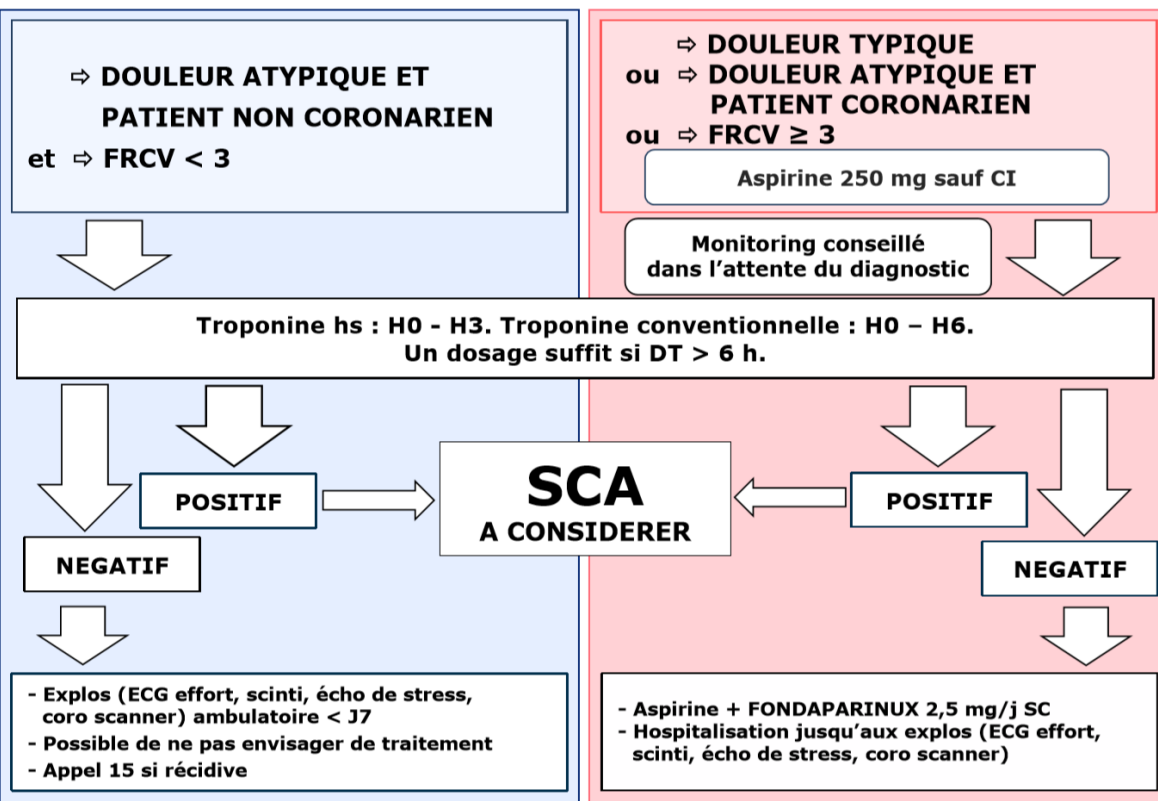 ⇨ DOULEUR ATYPIQUE ET
PATIENT NON CORONARIEN
et ⇨ FRCV < 3
⇨ DOULEUR TYPIQUE
ou ⇨ DOULEUR ATYPIQUE ET
PATIENT CORONARIEN
ou ⇨ FRCV ≥ 3
Aspirine 250 mg sauf CI
Monitoring conseillé
dans l’attente du diagnostic
Troponine hs : H0 - H3. Troponine conventionnelle : H0 – H6.
Un dosage suffit si DT > 6 h.
POSITIF
SCA
A CONSIDERER
POSITIF
NEGATIF
NEGATIF
- Explos (ECG effort, scinti, écho de stress,
coro scanner) ambulatoire < J7
- Possible de ne pas envisager de traitement
- Appel 15 si récidive
- Aspirine + FONDAPARINUX 2,5 mg/j SC
- Hospitalisation jusqu’aux explos (ECG effort,
scinti, écho de stress, coro scanner)